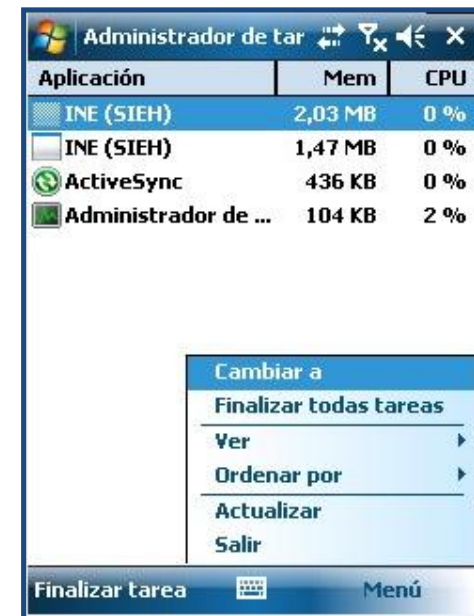 Administrador de tar
Aplicación Mem CPU
INE (SIEH) 2,03 MB 0 %
INE (SIEH) 1,47 MB 0 %
ActiveSync 436 KB 0 %
Administrador de ... 104 KB 2 %
Cambiar a
Finalizar todas tareas
Ver
Ordenar por
Actualizar
Salir
Finalizar tarea Menú